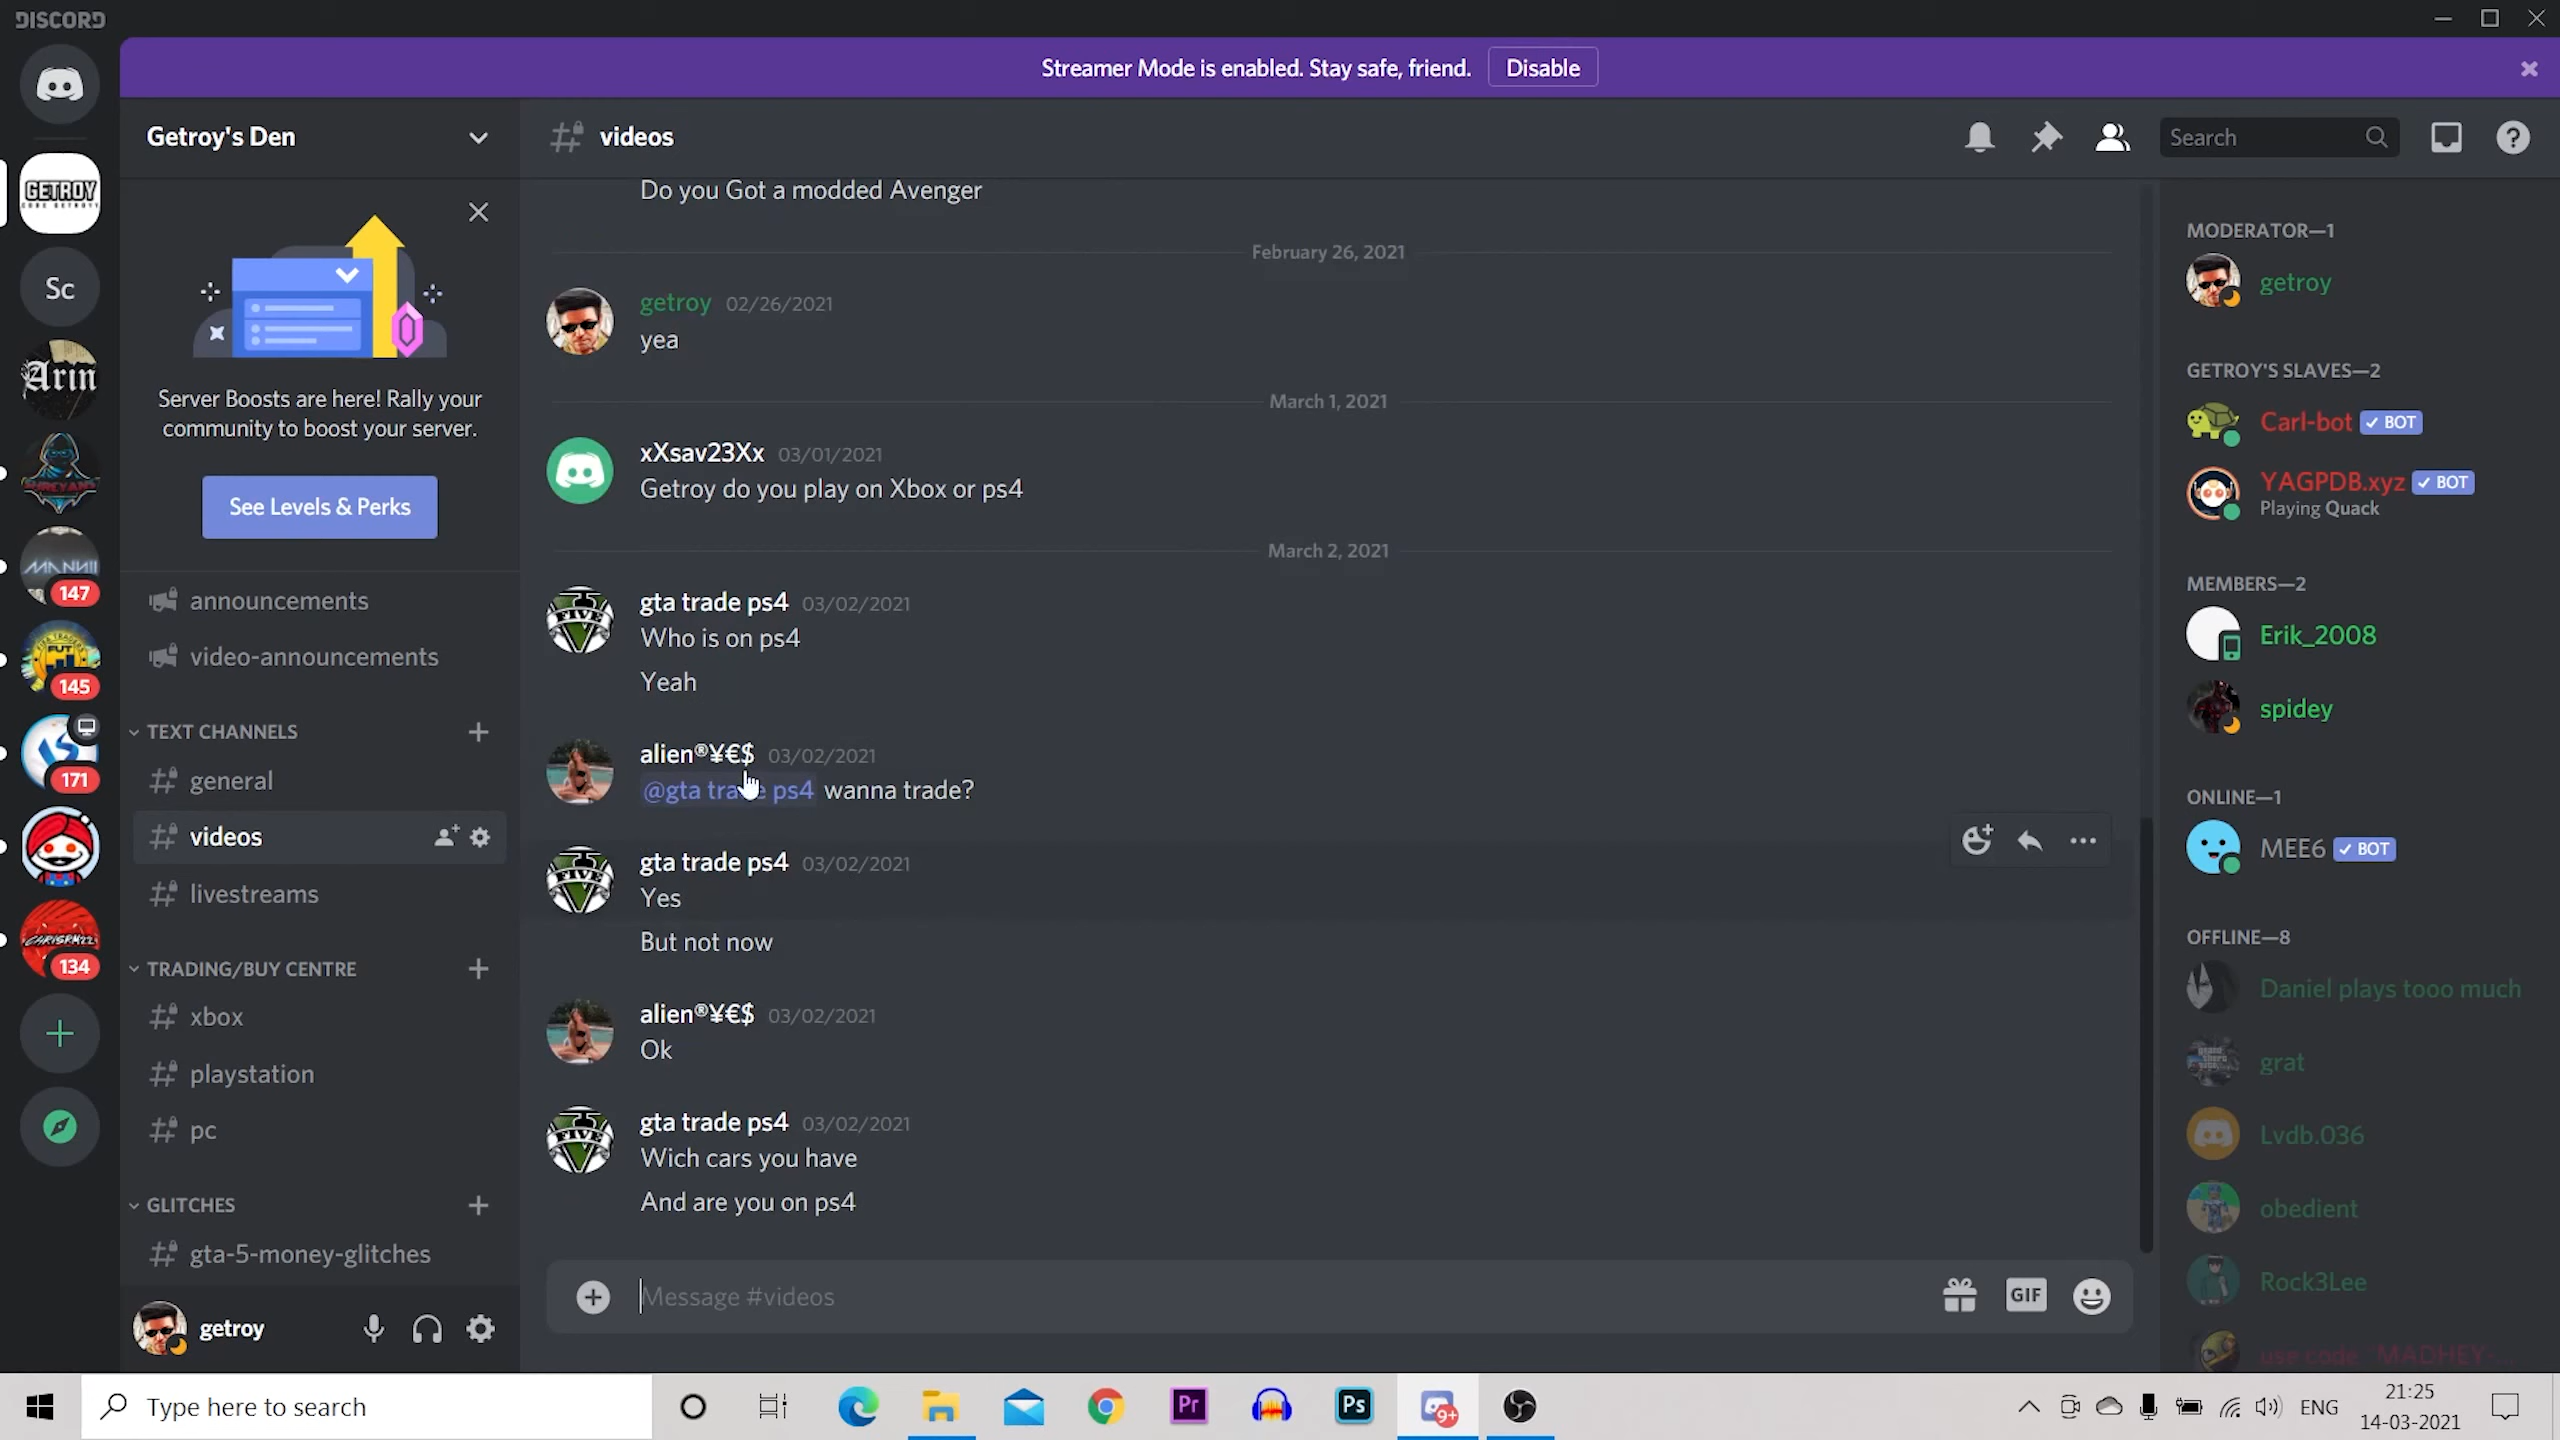 DISCORD
Streamer Mode is enabled. Stay safe, friend. Disable
Getroy's Den
videos
Search
GETROY
CODE GETROYY
Sc
Arin
147
145
171
134
Server Boosts are here! Rally your
community to boost your server.
See Levels & Perks
announcements
video-announcements
TEXT CHANNELS
general
videos
livestreams
TRADING/BUY CENTRE
xbox
playstation
pc
GLITCHES
gta-5-money-glitches
getroy
Do you Got a modded Avenger
February 26, 2021
getroy 02/26/2021
yea
March 1, 2021
xXsav23Xx 03/01/2021
Getroy do you play on Xbox or ps4
March 2, 2021
gta trade ps4 03/02/2021
Who is on ps4
Yeah
alien®¥€$ 03/02/2021
@gta trade ps4 wanna trade?
gta trade ps4 03/02/2021
Yes
But not now
alien®¥€$ 03/02/2021
Ok
gta trade ps4 03/02/2021
Wich cars you have
And are you on ps4
Message #videos
GIF
MODERATOR—1
getroy
GETROY'S SLAVES—2
Carl-bot BOT
YAGPDB.xyz BOT
Playing Quack
MEMBERS—2
Erik_2008
spidey
ONLINE—1
MEE6 BOT
OFFLINE—8
Daniel plays tooo much
grat
Lvdb.036
obedient
Rock3Lee
use code "MADHEY-...
Type here to search
Pr
Ps
9+
ENG
21:25
14-03-2021